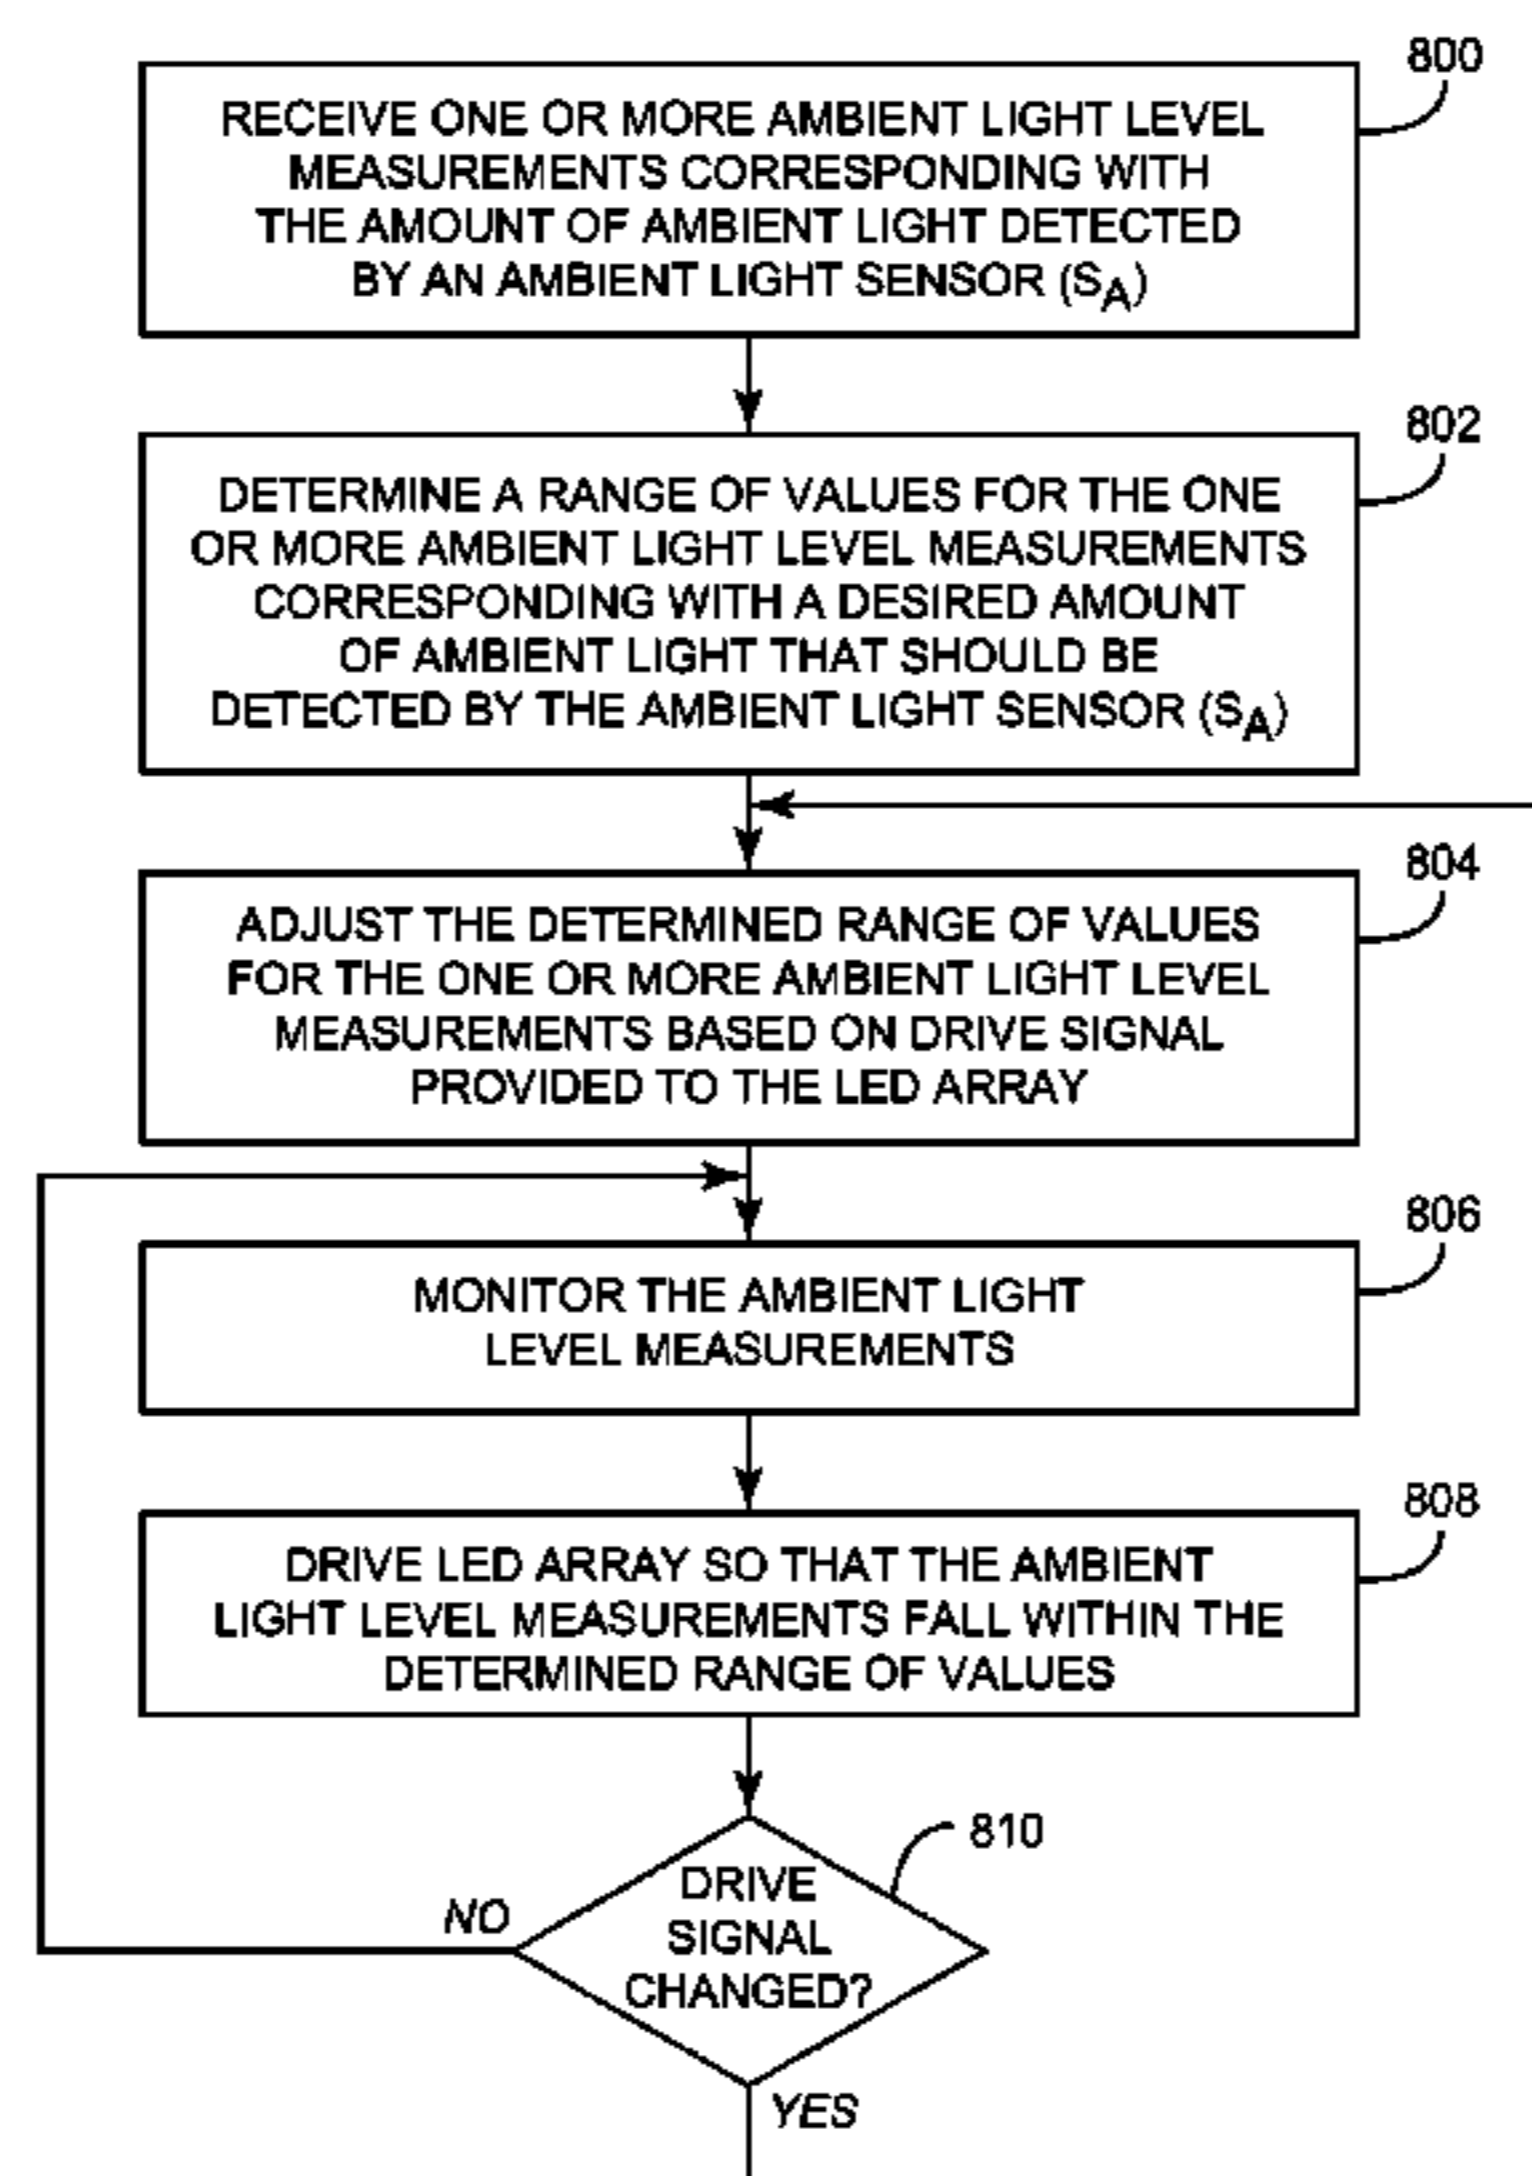 800
RECEIVE ONE OR MORE AMBIENT LIGHT LEVEL
MEASUREMENTS CORRESPONDING WITH
THE AMOUNT OF AMBIENT LIGHT DETECTED
BY AN AMBIENT LIGHT SENSOR (SA)
802
DETERMINE A RANGE OF VALUES FOR THE ONE
OR MORE AMBIENT LIGHT LEVEL MEASUREMENTS
CORRESPONDING WITH A DESIRED AMOUNT
OF AMBIENT LIGHT THAT SHOULD BE
DETECTED BY THE AMBIENT LIGHT SENSOR (SA)
804
ADJUST THE DETERMINED RANGE OF VALUES
FOR THE ONE OR MORE AMBIENT LIGHT LEVEL
MEASUREMENTS BASED ON DRIVE SIGNAL
PROVIDED TO THE LED ARRAY
806
MONITOR THE AMBIENT LIGHT
LEVEL MEASUREMENTS
808
DRIVE LED ARRAY SO THAT THE AMBIENT
LIGHT LEVEL MEASUREMENTS FALL WITHIN THE
DETERMINED RANGE OF VALUES
810
DRIVE
SIGNAL
CHANGED?
NO
YES